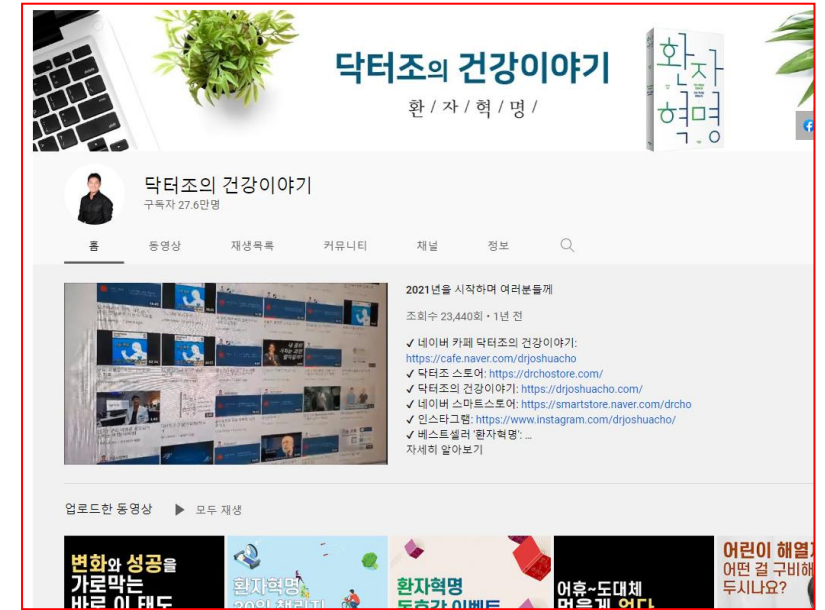 닥터조의 건강이야기
환 / 자 / 혁 / 명 /
환자
혁명
닥터조의 건강이야기
구독자 27.6만명
홈 동영상 재생목록 커뮤니티 채널 정보
2021년을 시작하며 여러분들께
조회수 23,440회 • 1년 전
✓ 네이버 카페 닥터조의 건강이야기:
https://cafe.naver.com/drjoshuacho
✓ 닥터조 스토어: https://drchostore.com/
✓ 닥터조의 건강이야기: https://drjoshuacho.com/
✓ 네이버 스마트스토어: https://smartstore.naver.com/drcho
✓ 인스타그램: https://www.instagram.com/drjoshuacho/
✓ 베스트셀러 '환자혁명': ...
자세히 알아보기
업로드한 동영상 ▶ 모두 재생
변화와 성공을
가로막는
바로 이 태도
환자혁명
환자혁명
어휴~도대체
어린이 해열
어떤 걸 구비해
두시나요?